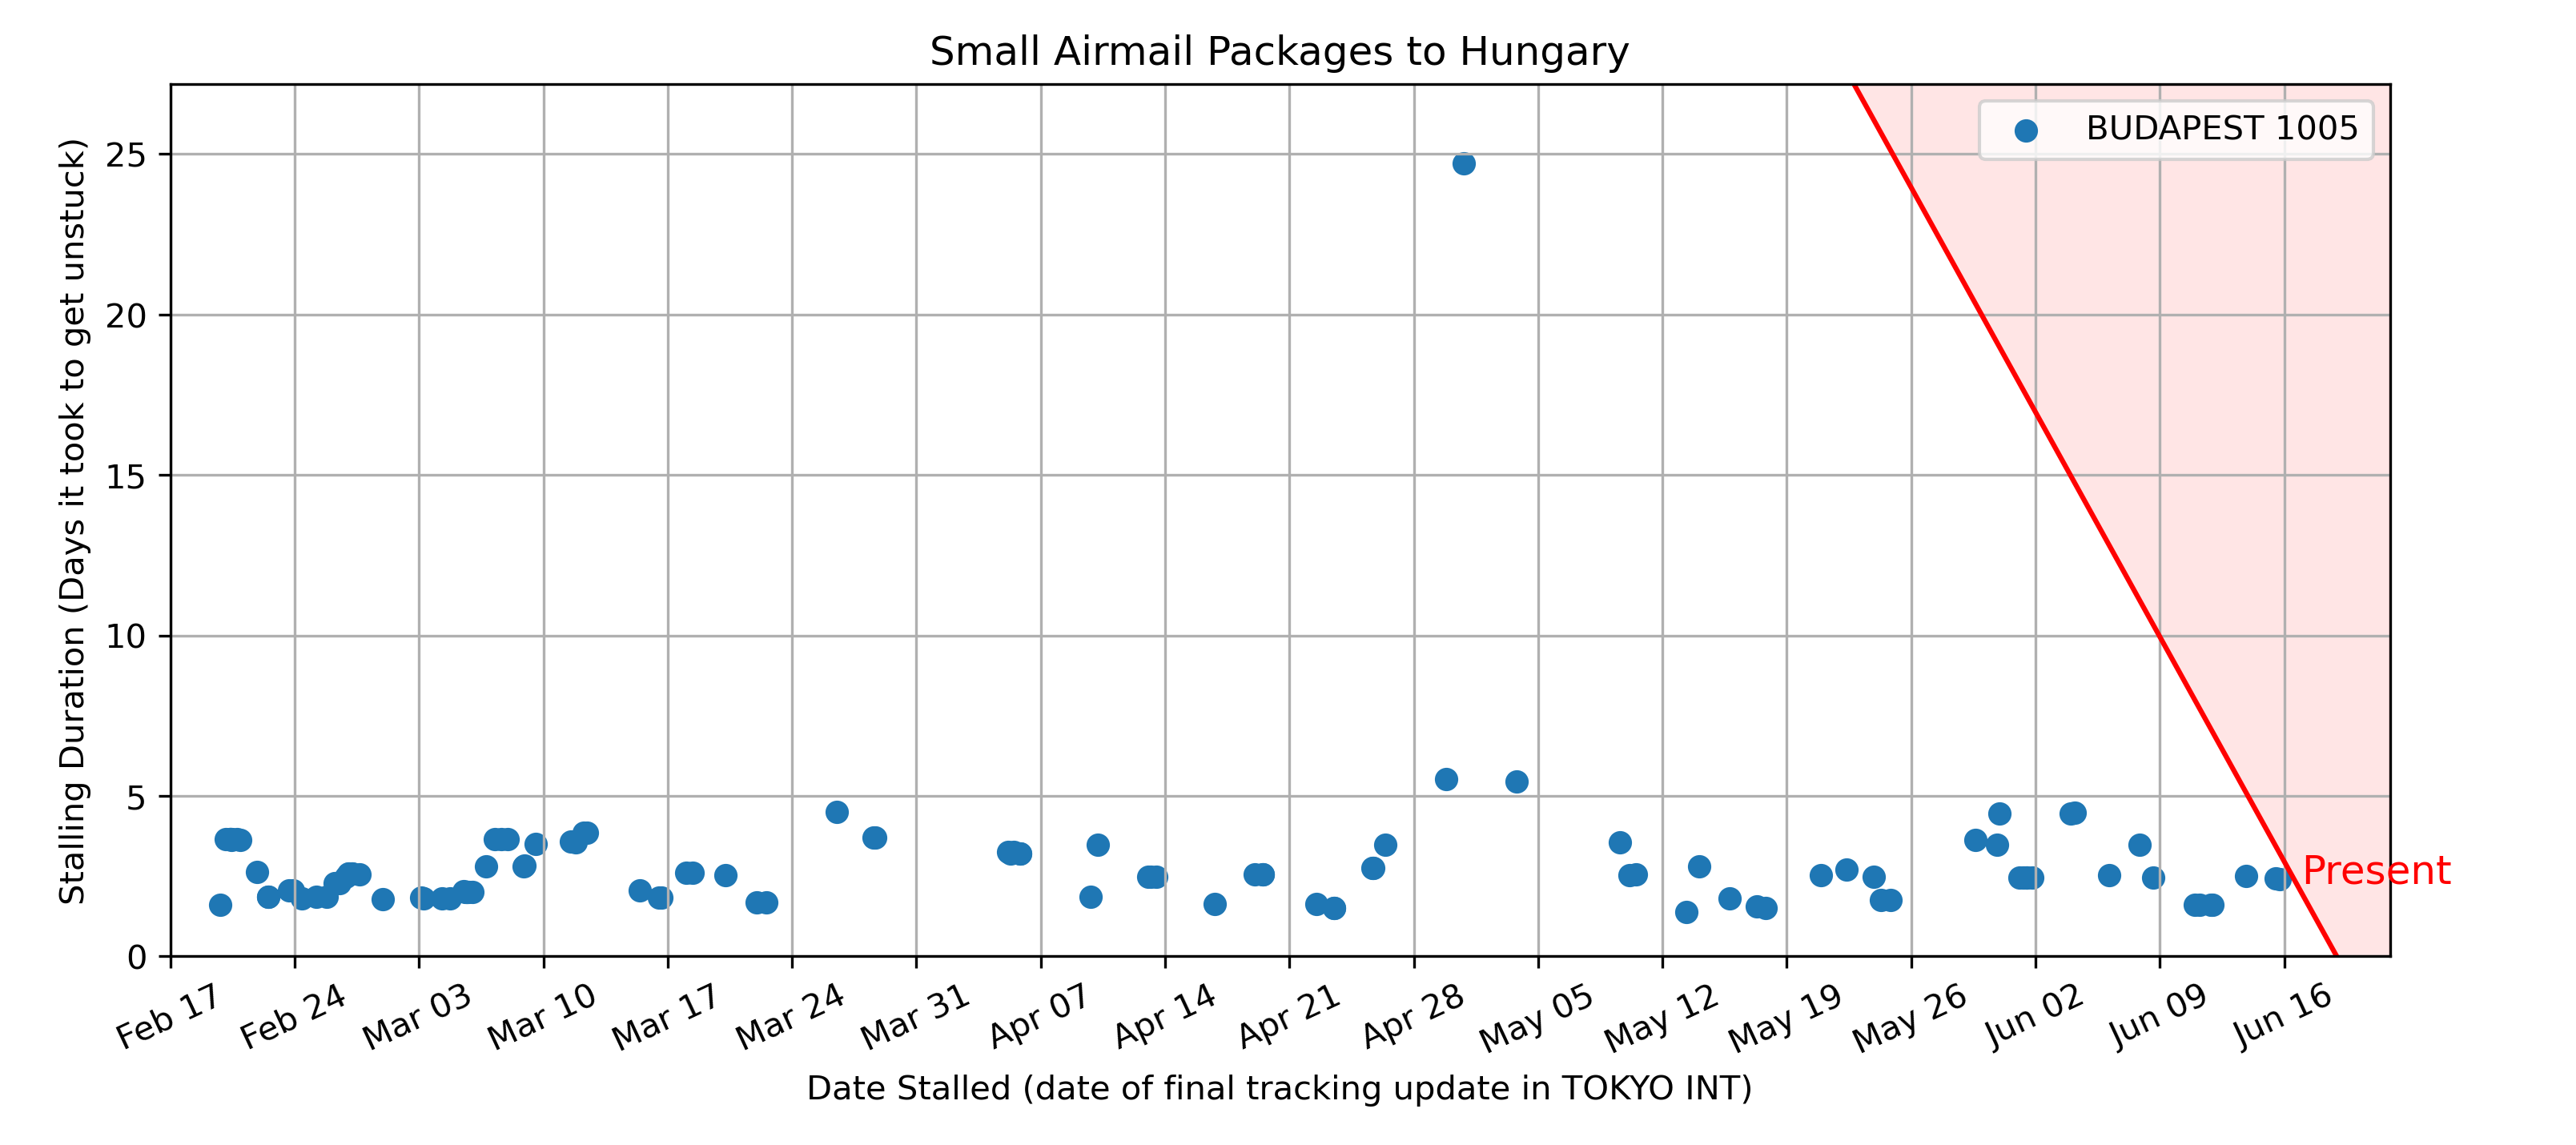 Small Airmail Packages to Hungary
BUDAPEST 1005
Stalling Duration (Days it took to get unstuck)
25
20
15
10
5
0
Present
Feb 17
Feb 24
Mar 03
Mar 10
Mar 17
Mar 24
Mar 31
Apr 07
Apr 14
Apr 21
Apr 28
May 05
May 12
May 19
May 26
Jun 02
Jun 09
Jun 16
Date Stalled (date of final tracking update in TOKYO INT)